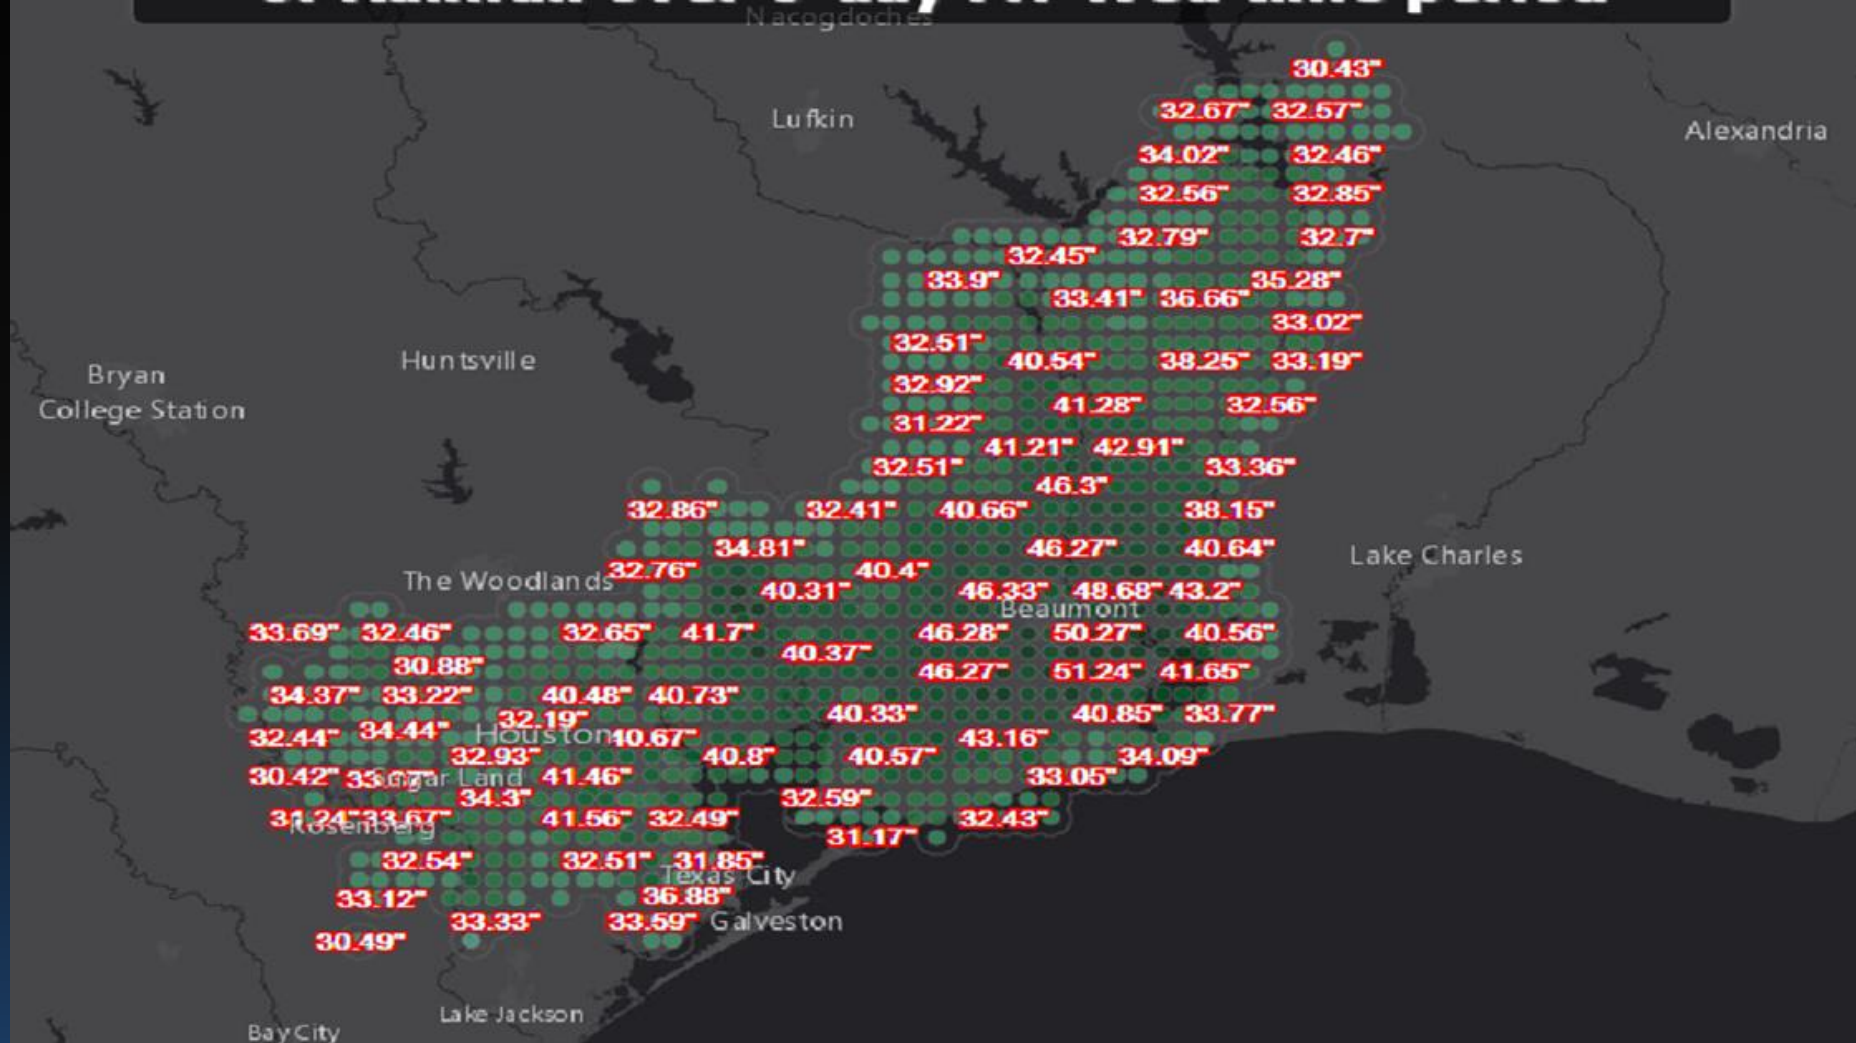 Nacogdoches
30.43"
32.67" 32.57"
Lufkin
Alexandria
34.02" 32.46"
32.56" 32.85"
32.79" 32.7"
32.45"
33.9" 35.28"
33.41" 36.66"
33.02"
32.51"
Huntsville 40.54" 38.25" 33.19"
Bryan
32.92"
College Station 41.28" 32.56"
31.22"
41.21" 42.91"
32.51" 33.36"
46.3"
32.86" 32.41" 40.66" 38.15"
34.81" 46.27" 40.64"
Lake Charles
32.76" 40.4"
The Woodlands
40.31" 46.33" 48.68" 43.2"
Beaumont
33.69" 32.46" 32.65" 41.7" 46.28" 50.27" 40.56"
40.37"
30.88" 46.27" 51.24" 41.65"
34.37" 33.22" 40.48" 40.73"
32.19" 40.33" 40.85" 33.77"
34.44"
32.44" Houston 40.67" 43.16"
32.93" 40.8" 40.57" 34.09"
30.42" Sugar Land 41.46" 33.05"
34.3" 32.59"
33.67" 41.56" 32.49" 32.43"
Rosenberg
31.17"
32.54" 32.51" 31.85"
Texas City
33.12" 36.88"
33.33" 33.59" Galveston
30.49"
Lake Jackson
Bay City